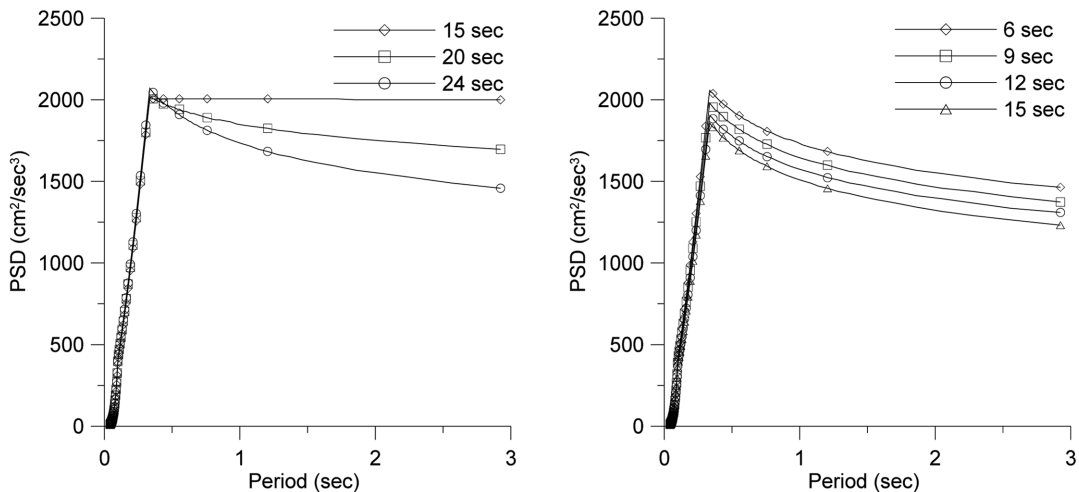 15 sec
20 sec
24 sec
2500
2000
1500
1000
500
0
PSD (cm²/sec³)
0
1
2
3
Period (sec)
6 sec
9 sec
12 sec
15 sec
2500
2000
1500
1000
500
0
PSD (cm²/sec³)
0
1
2
3
Period (sec)